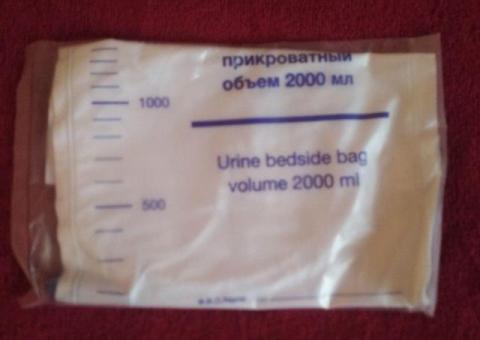 прикроватный
объем 2000 мл
1000
Urine bedside bag
volume 2000 ml
500